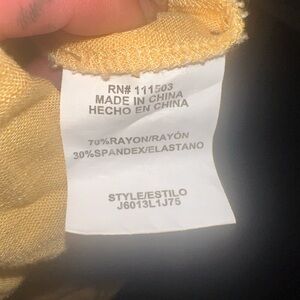 RN# 111503
MADE IN CHINA
HECHO EN CHINA
70%RAYON/RAYÓN
30%SPANDEX/ELASTANO
STYLE/ESTILO
J6013L1J75